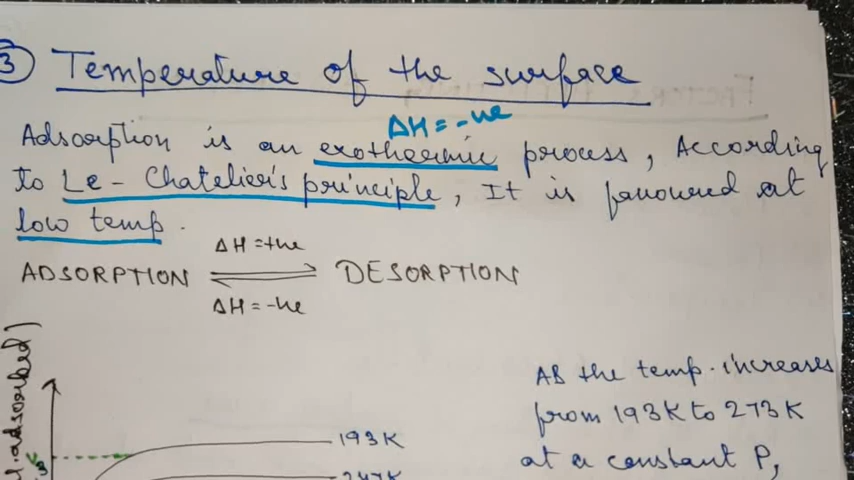 3 Temperature of the surface
ΔH = -ve
Adsorption is an exothermic process, According
to Le-Chatelier's principle, It is favoured at
low temp.
ΔH = +ve
ADSORPTION ⇌ DESORPTION
ΔH = -ve
adsorbed)
193K
AS the temp. increases
from 193K to 273K
at a constant P,